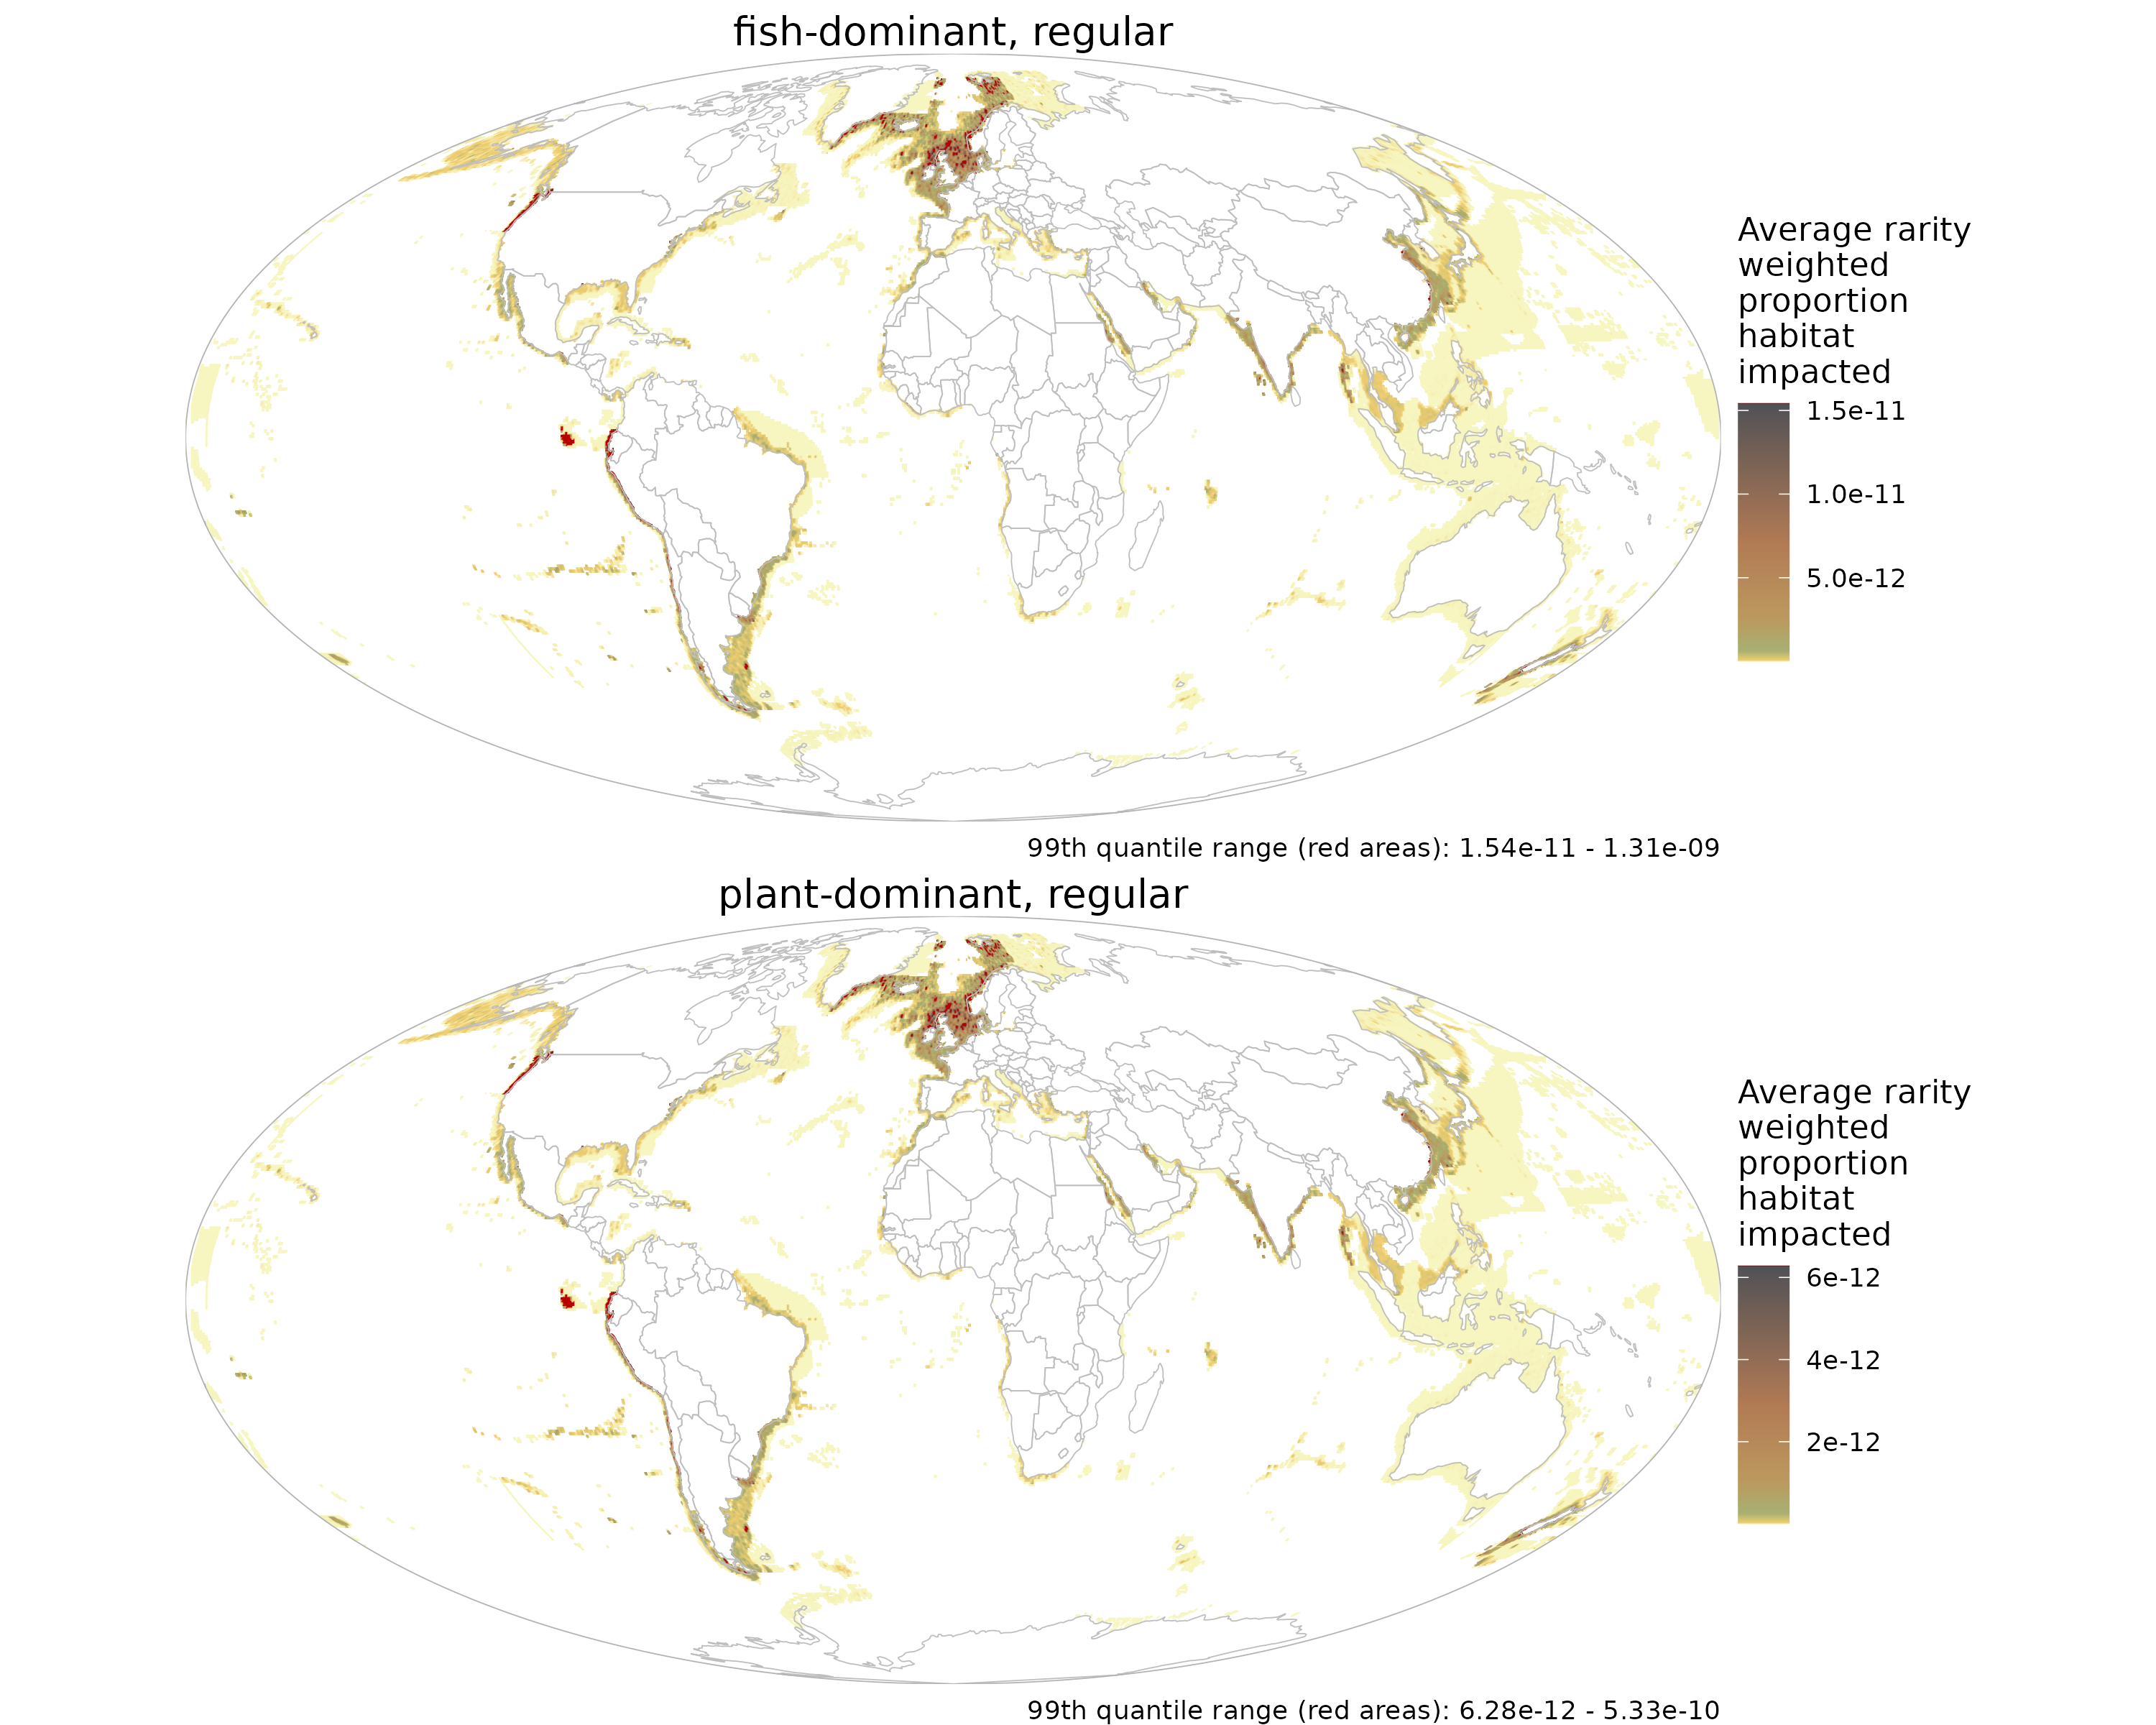 fish-dominant, regular
Average rarity
weighted
proportion
habitat
impacted
1.5e-11
1.0e-11
5.0e-12
99th quantile range (red areas): 1.54e-11 - 1.31e-09
plant-dominant, regular
Average rarity
weighted
proportion
habitat
impacted
6e-12
4e-12
2e-12
99th quantile range (red areas): 6.28e-12 - 5.33e-10